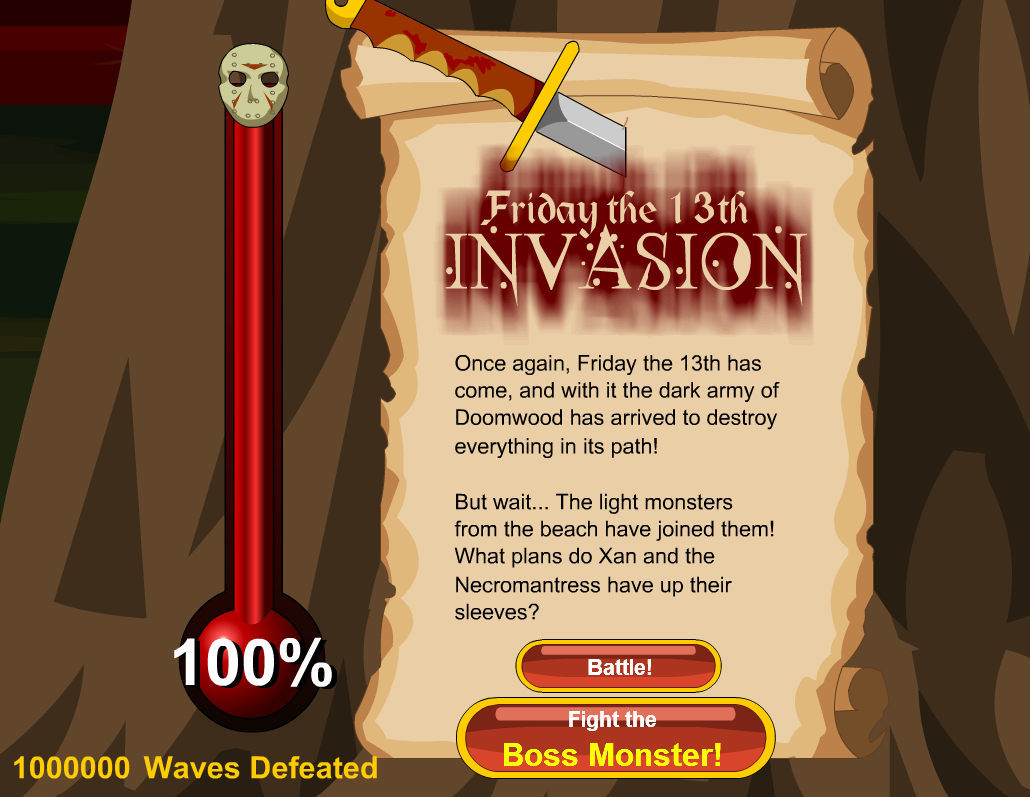 Friday the 13th
INVASION
Once again, Friday the 13th has
come, and with it the dark army of
Doomwood has arrived to destroy
everything in its path!
But wait... The light monsters
from the beach have joined them!
What plans do Xan and the
Necromantress have up their
sleeves?
100%
Battle!
Fight the
Boss Monster!
1000000 Waves Defeated